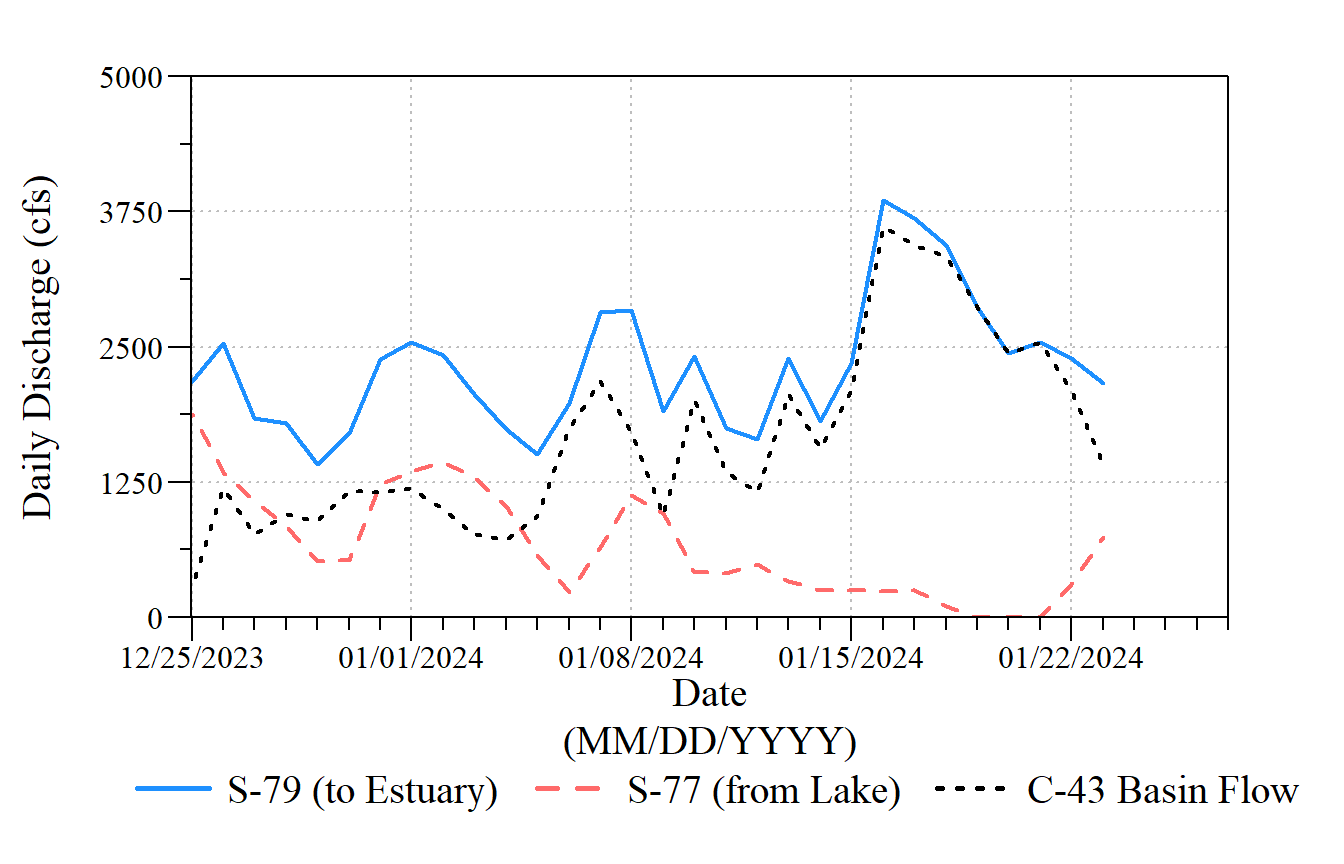 5000
3750
2500
1250
0
Daily Discharge (cfs)
12/25/2023 01/01/2024 01/08/2024 01/15/2024 01/22/2024
Date
(MM/DD/YYYY)
S-79 (to Estuary) S-77 (from Lake) C-43 Basin Flow